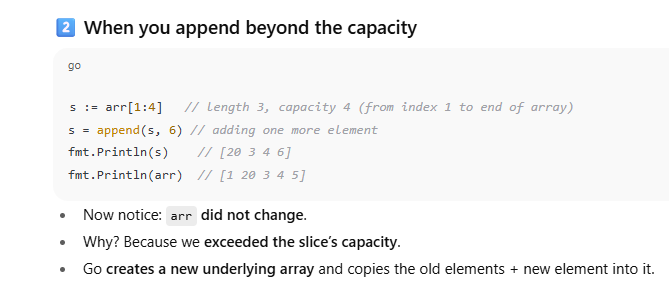 2 When you append beyond the capacity
go
s := arr[1:4] // length 3, capacity 4 (from index 1 to end of array)
s = append(s, 6) // adding one more element
fmt.Println(s) // [20 3 4 6]
fmt.Println(arr) // [1 20 3 4 5]
• Now notice: arr did not change.
• Why? Because we exceeded the slice’s capacity.
• Go creates a new underlying array and copies the old elements + new element into it.